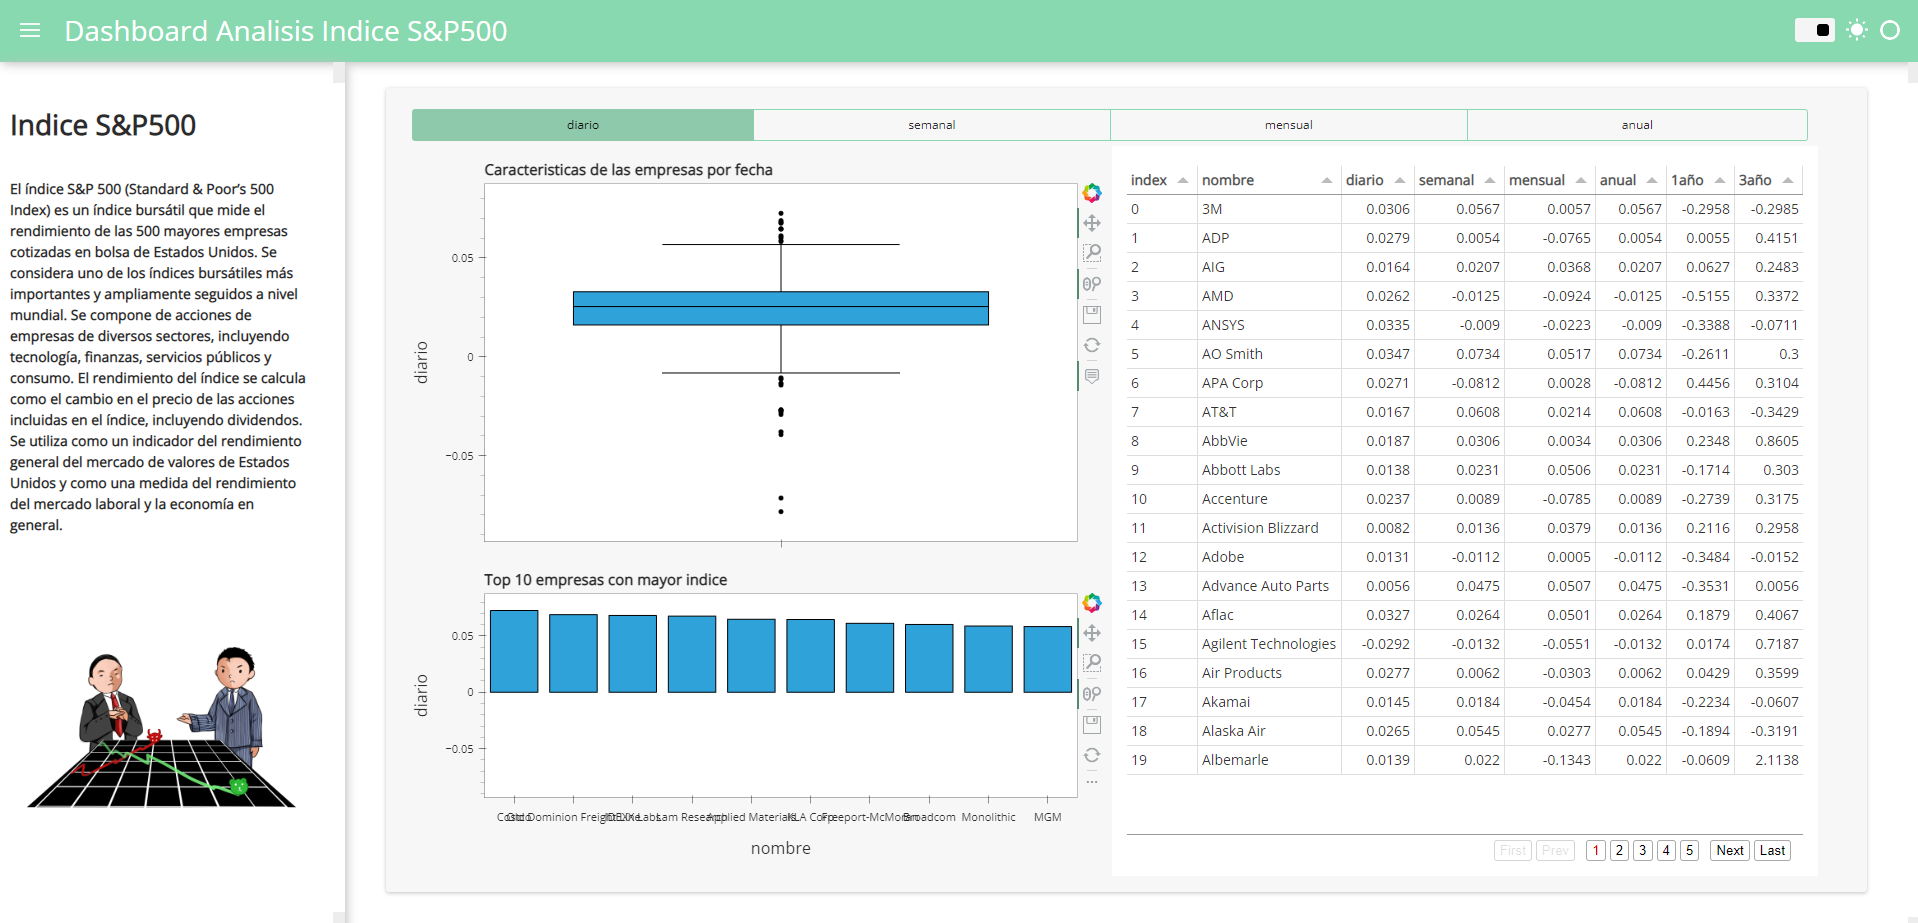 Dashboard Analisis Indice S&P500
Indice S&P500
El índice S&P 500 (Standard & Poor's 500
Index) es un índice bursátil que mide el
rendimiento de las 500 mayores empresas
cotizadas en bolsa de Estados Unidos. Se
considera uno de los índices bursátiles más
importantes y ampliamente seguidos a nivel
mundial. Se compone de acciones de
empresas de diversos sectores, incluyendo
tecnología, finanzas, servicios públicos y
consumo. El rendimiento del índice se calcula
como el cambio en el precio de las acciones
incluidas en el índice, incluyendo dividendos.
Se utiliza como un indicador del rendimiento
general del mercado de valores de Estados
Unidos y como una medida del rendimiento
del mercado laboral y la economía en
general.
diario semanal mensual anual
Caracteristicas de las empresas por fecha
diario
0.05
0
−0.05
Top 10 empresas con mayor indice
diario
0.05
0
−0.05
Costco Old Dominion Freight IDEXX Labs Lam Research Applied Materials KLA Corp Freeport-McMoran Broadcom Monolithic MGM
nombre
index nombre diario semanal mensual anual 1año 3año
0 3M 0.0306 0.0567 0.0057 0.0567 -0.2958 -0.2985
1 ADP 0.0279 0.0054 -0.0765 0.0054 0.0055 0.4151
2 AIG 0.0164 0.0207 0.0368 0.0207 0.0627 0.2483
3 AMD 0.0262 -0.0125 -0.0924 -0.0125 -0.5155 0.3372
4 ANSYS 0.0335 -0.009 -0.0223 -0.009 -0.3388 -0.0711
5 AO Smith 0.0347 0.0734 0.0517 0.0734 -0.2611 0.3
6 APA Corp 0.0271 -0.0812 0.0028 -0.0812 0.4456 0.3104
7 AT&T 0.0167 0.0608 0.0214 0.0608 -0.0163 -0.3429
8 AbbVie 0.0187 0.0306 0.0034 0.0306 0.2348 0.8605
9 Abbott Labs 0.0138 0.0231 0.0506 0.0231 -0.1714 0.303
10 Accenture 0.0237 0.0089 -0.0785 0.0089 -0.2739 0.3175
11 Activision Blizzard 0.0082 0.0136 0.0379 0.0136 0.2116 0.2958
12 Adobe 0.0131 -0.0112 0.0005 -0.0112 -0.3484 -0.0152
13 Advance Auto Parts 0.0056 0.0475 0.0507 0.0475 -0.3531 0.0056
14 Aflac 0.0327 0.0264 0.0501 0.0264 0.1879 0.4067
15 Agilent Technologies -0.0292 -0.0132 -0.0551 -0.0132 0.0174 0.7187
16 Air Products 0.0277 0.0062 -0.0303 0.0062 0.0429 0.3599
17 Akamai 0.0145 0.0184 -0.0454 0.0184 -0.2234 -0.0607
18 Alaska Air 0.0265 0.0545 0.0277 0.0545 -0.1894 -0.3191
19 Albemarle 0.0139 0.022 -0.1343 0.022 -0.0609 2.1138
First Prev 1 2 3 4 5 Next Last